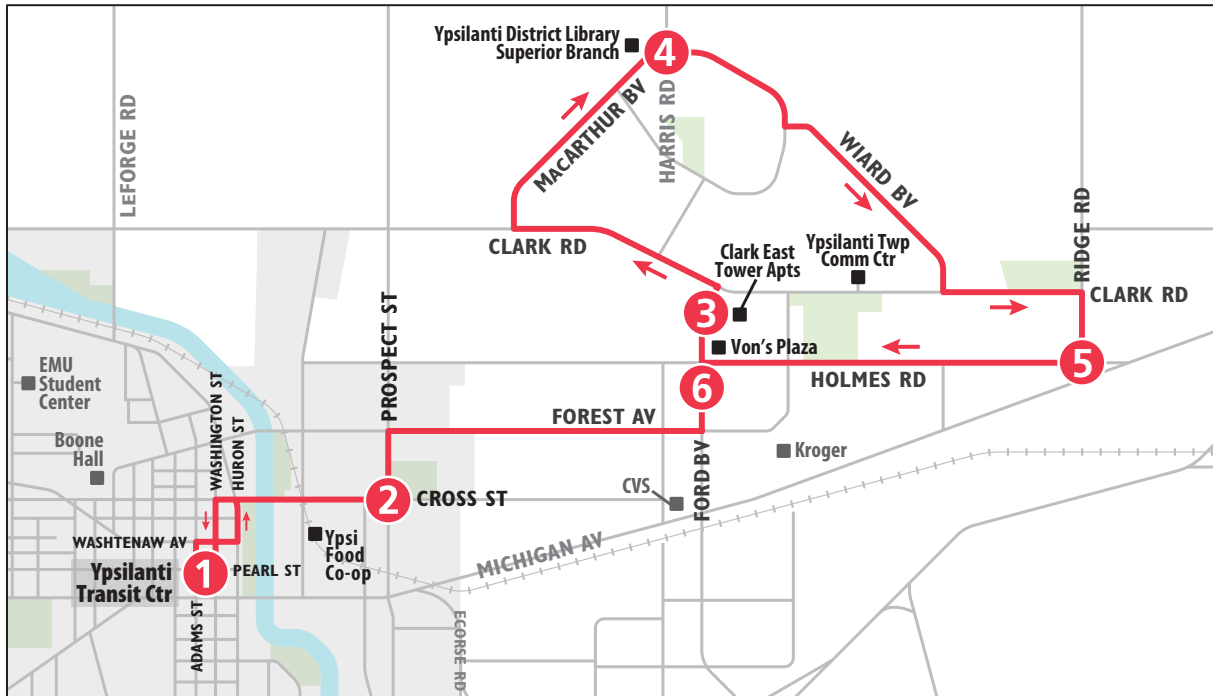 Ypsilanti District Library
Superior Branch
4
LEFORGE RD
MACARTHUR BV
HARRIS RD
WIARD BV
RIDGE RD
CLARK RD
Clark East
Tower Apts
Ypsilanti Twp
Comm Ctr
CLARK RD
3
Von's Plaza
5
HOLMES RD
6
PROSPECT ST
EMU
Student
Center
WASHINGTON ST
HURON ST
FOREST AV
Boone
Hall
Kroger
FORD BV
CVS
2
CROSS ST
WASHTENAW AV
Ypsi
Food
Co-op
MICHIGAN AV
Ypsilanti
Transit Ctr
1
PEARL ST
ADAMS ST
ECORSE RD